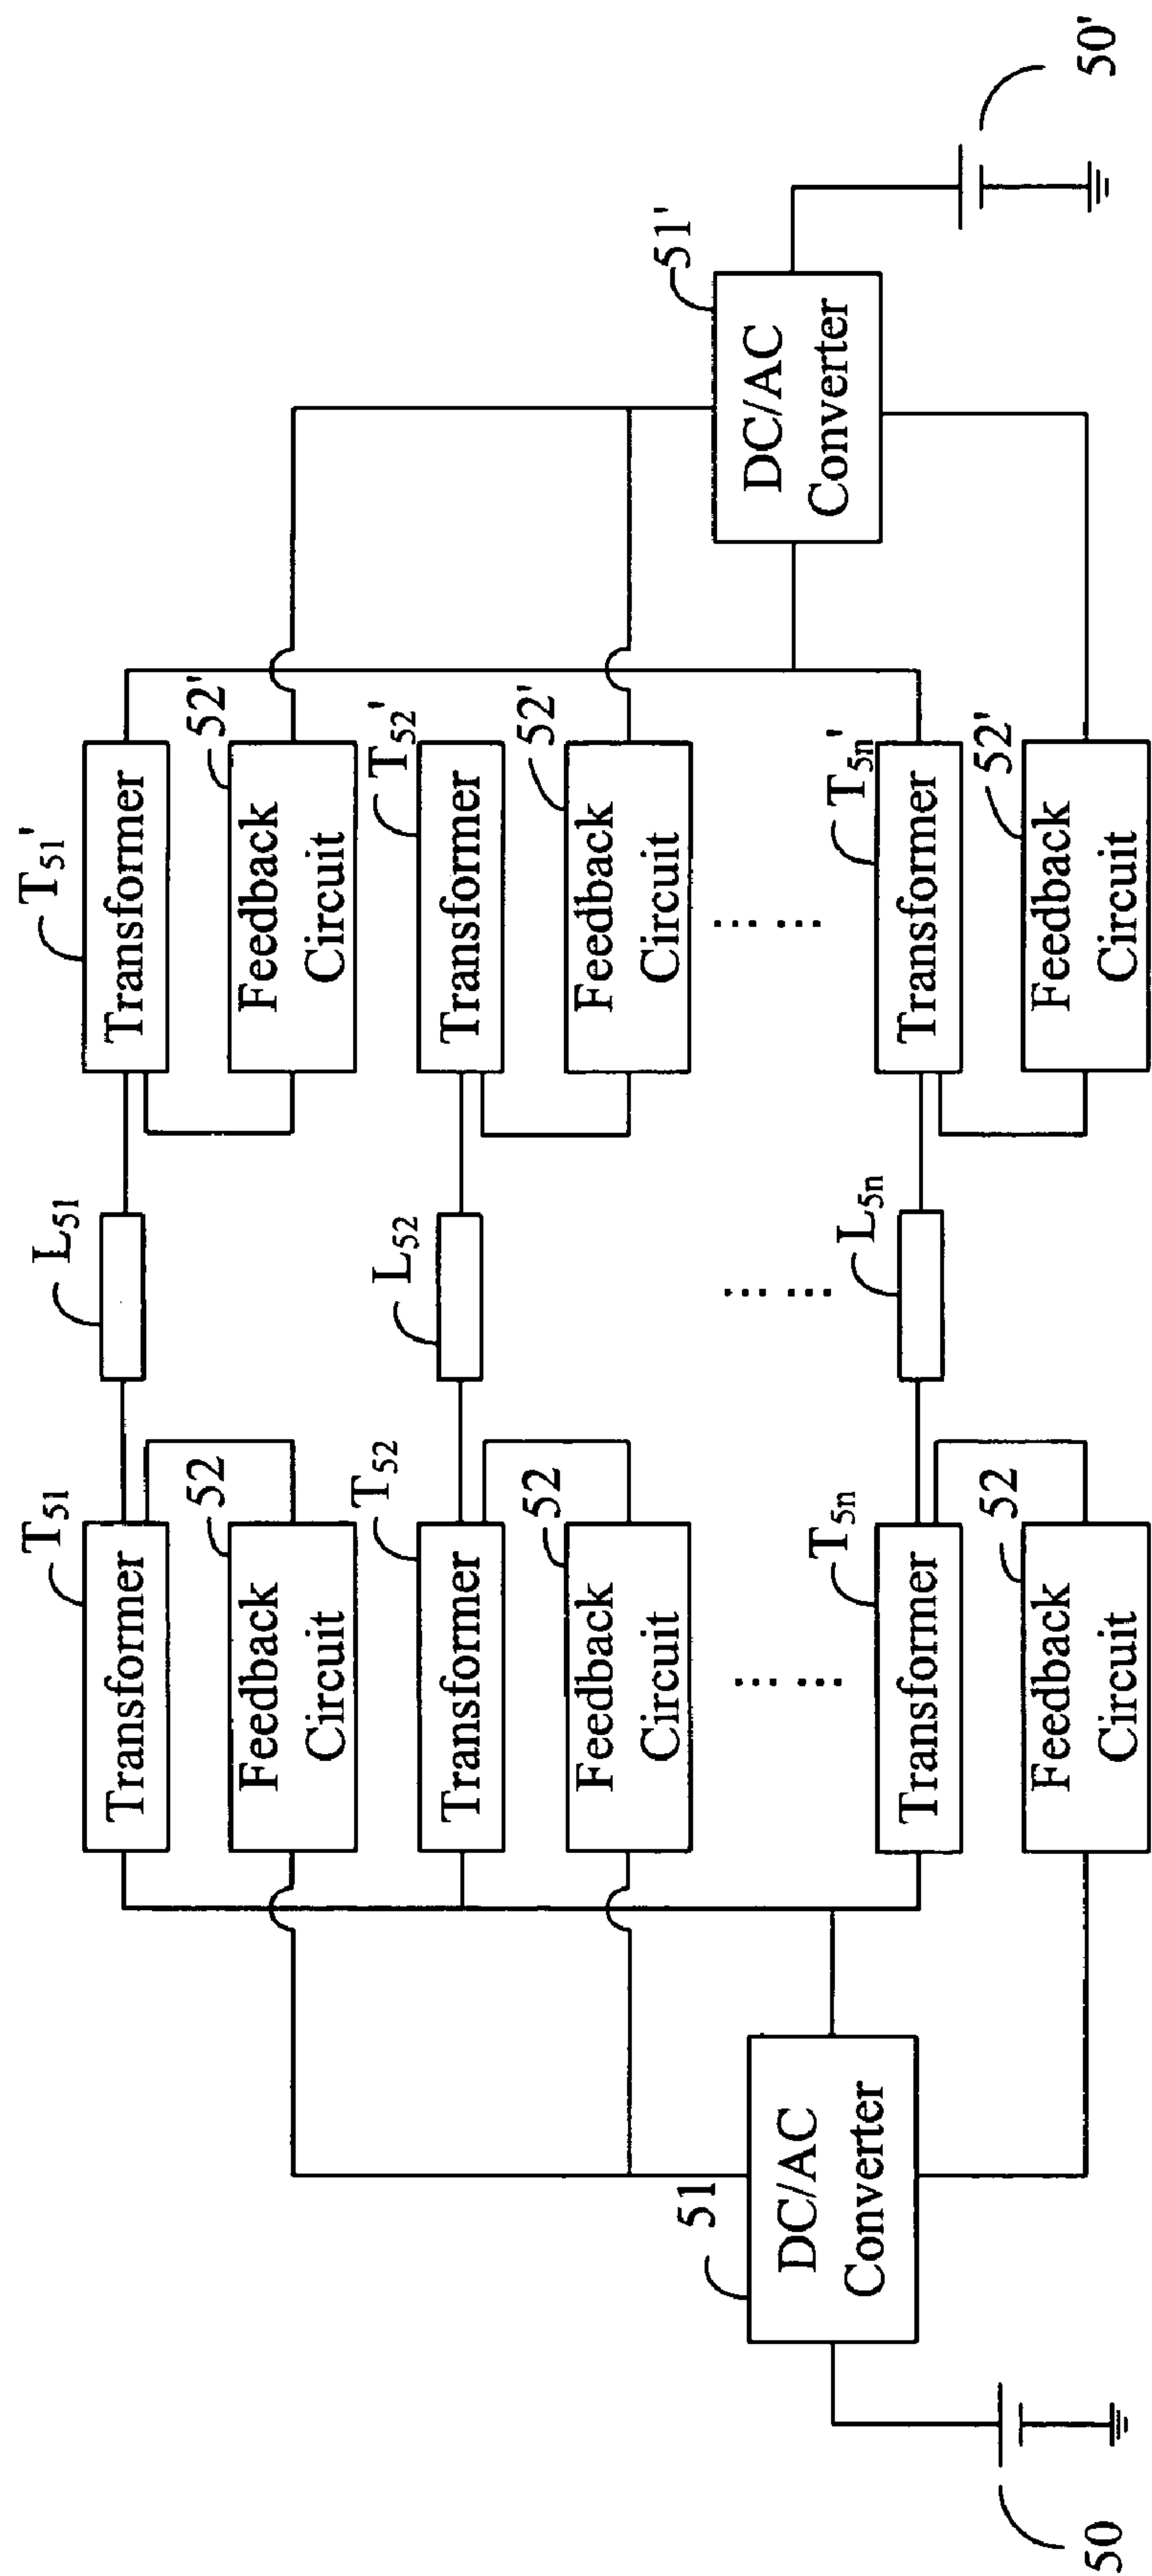 T51
Transformer
L51
T51'
Transformer
52
Feedback
Circuit
52'
Feedback
Circuit
T52
Transformer
L52
T52'
Transformer
52
Feedback
Circuit
52'
Feedback
Circuit
51'
DC/AC
Converter
51
DC/AC
Converter
...... 
......
......
T5n
Transformer
L5n
T5n'
Transformer
52
Feedback
Circuit
52'
Feedback
Circuit
50
50'